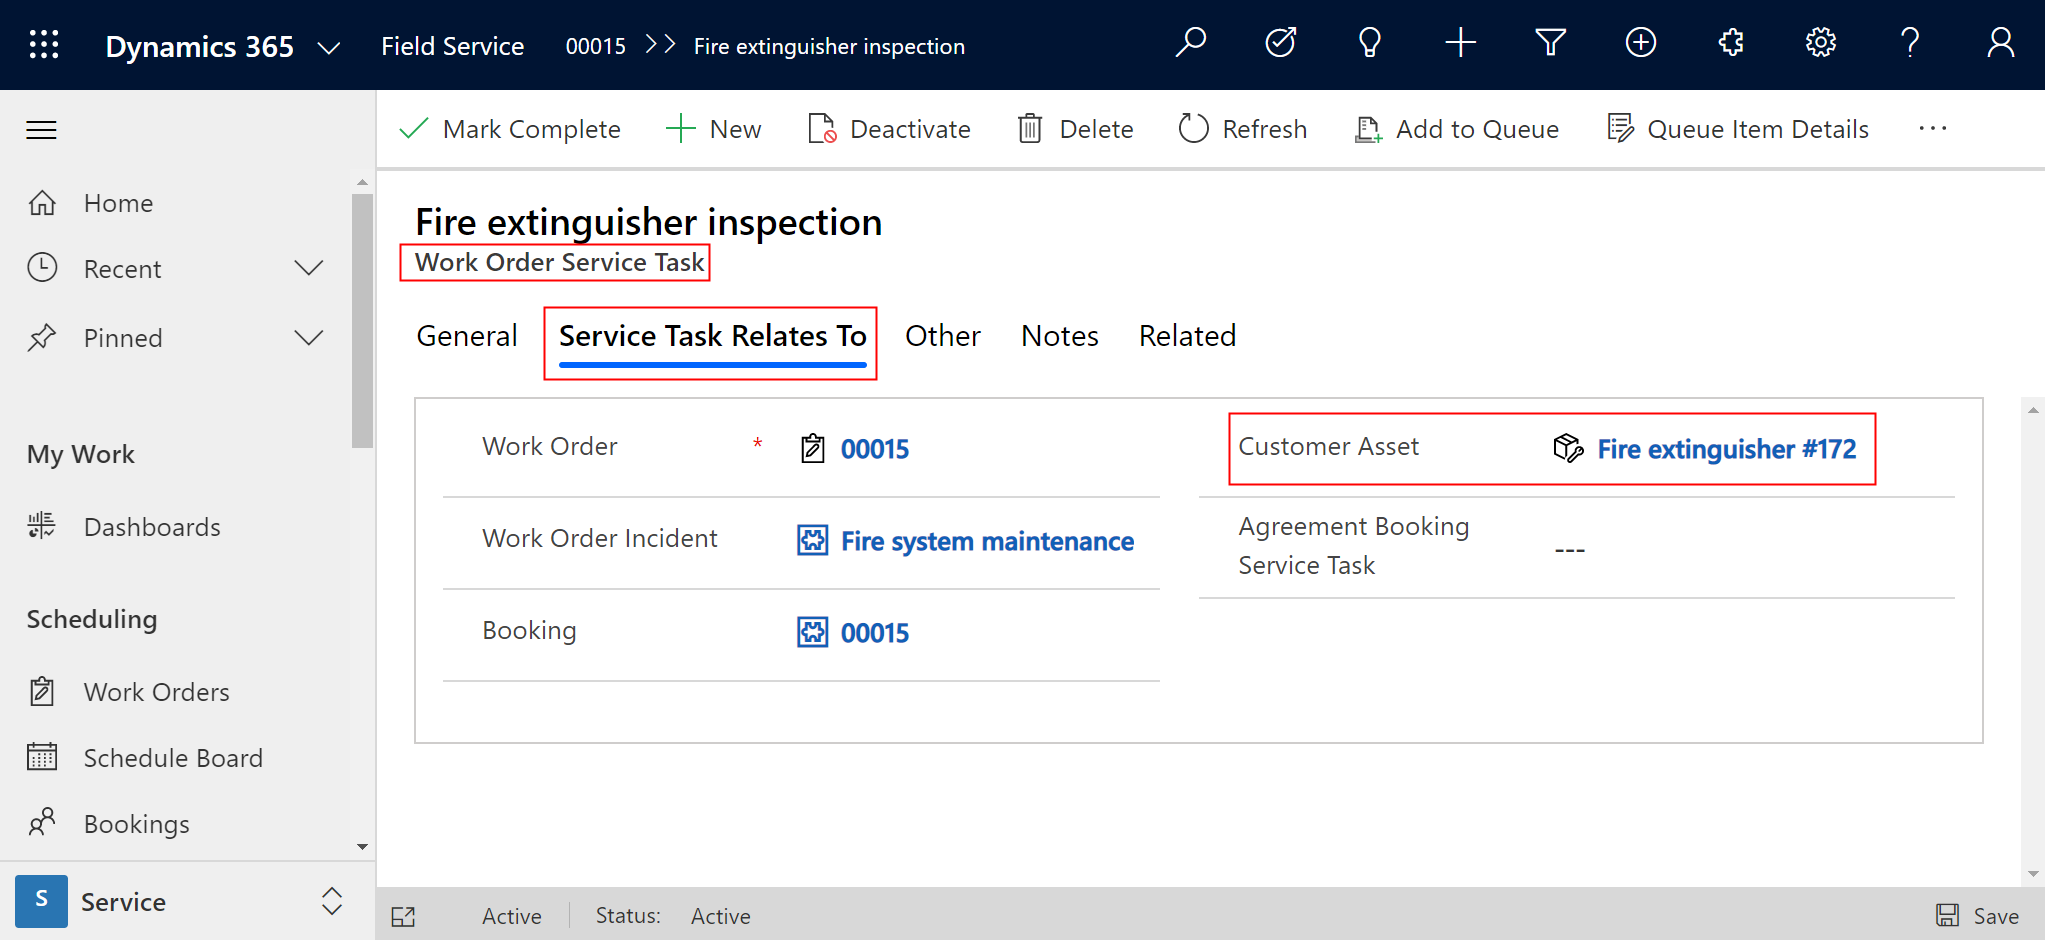 Dynamics 365 Field Service 00015 Fire extinguisher inspection
Mark Complete New Deactivate Delete Refresh Add to Queue Queue Item Details ...
Home
Recent
Pinned
My Work
Dashboards
Scheduling
Work Orders
Schedule Board
Bookings
S Service
Fire extinguisher inspection
Work Order Service Task
General Service Task Relates To Other Notes Related
Work Order * 00015
Work Order Incident Fire system maintenance
Booking 00015
Customer Asset Fire extinguisher #172
Agreement Booking
Service Task ---
Active Status: Active Save